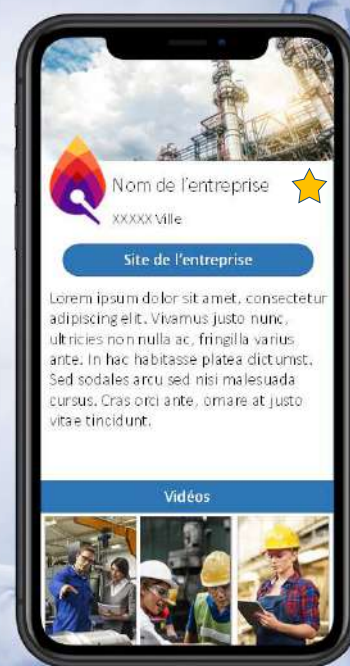 Nom de l'entreprise
XXXXX Ville
Site de l'entreprise
Lorem ipsum dolor sit amet, consectetur
adipiscing elit. Vivamus justo nunc,
ultricies non nulla ac, fringilla varius
ante. In hac habitasse platea dictumst.
Sed sodales arcu sed nisi malesuada
cursus. Cras orci ante, ornare at justo
vitae tincidunt.
Vidéos